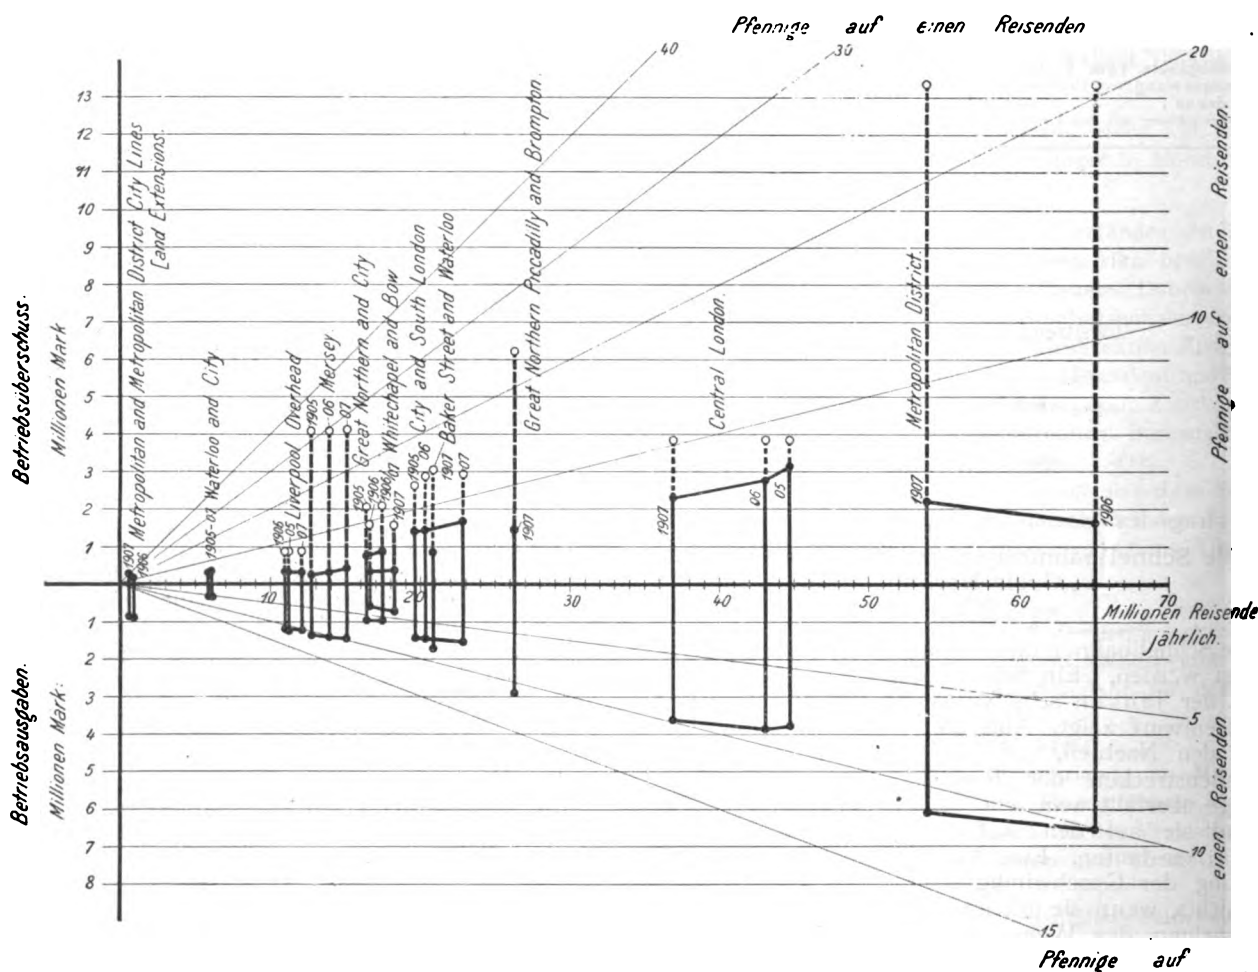 Pfennige auf einen Reisenden
40
30
20
13
12
11
10
9
8
7
6
5
4
3
2
1
Betriebsüberschuss.
Millionen Mark
Metropolitan and Metropolitan District City Lines
[and Extensions.
1907
1906
1905-07 Waterloo and City
Liverpool Overhead
1906
05
07
Mersey
1905
06
07
Great Northern and City
1905
1906
Whitechapel and Bow
1906
07
1907
City and South London
1905
06
07
Baker Street and Waterloo
1907
Great Northern Piccadilly and Brompton.
1907
Central London.
1907
06
05
Metropolitan District.
1907
1906
10
Pfennige auf einen Reisenden.
10
20
30
40
50
60
70
Millionen Reisende
jährlich.
1
2
3
4
5
6
7
8
Betriebsausgaben.
Millionen Mark.
5
10
15
einen Reisenden
Pfennige auf